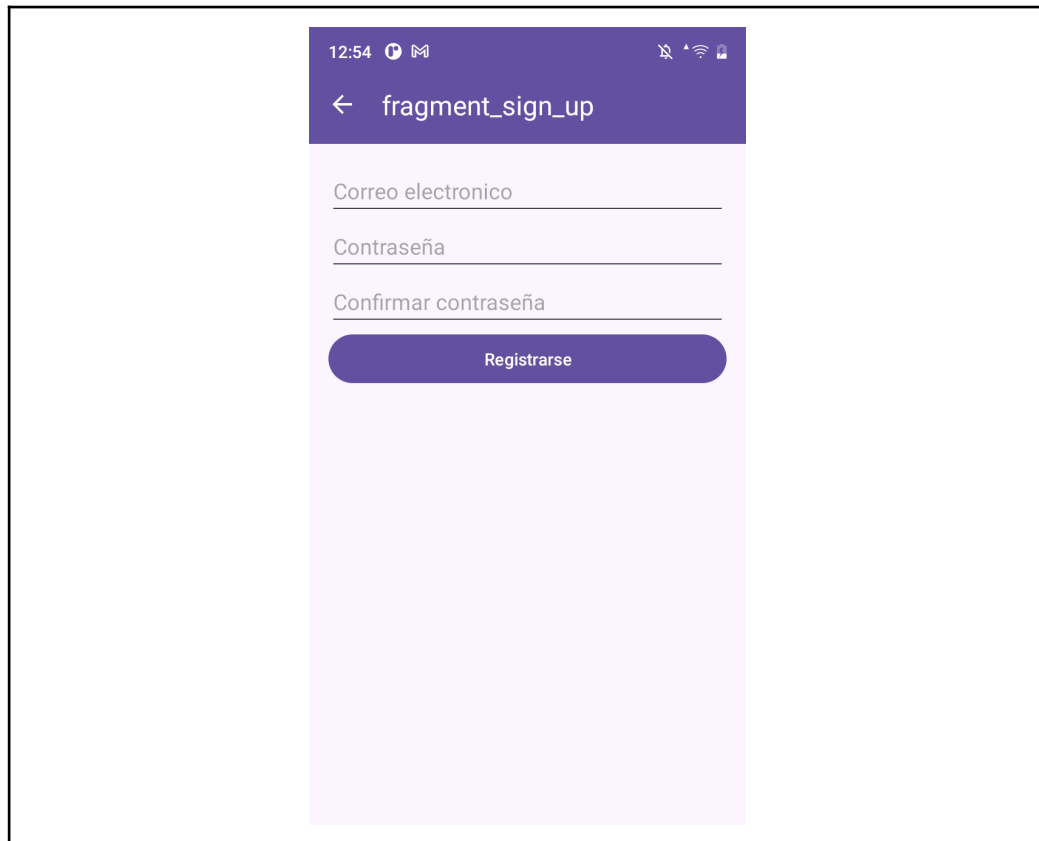 12:54
fragment_sign_up
Correo electronico
Contraseña
Confirmar contraseña
Registrarse